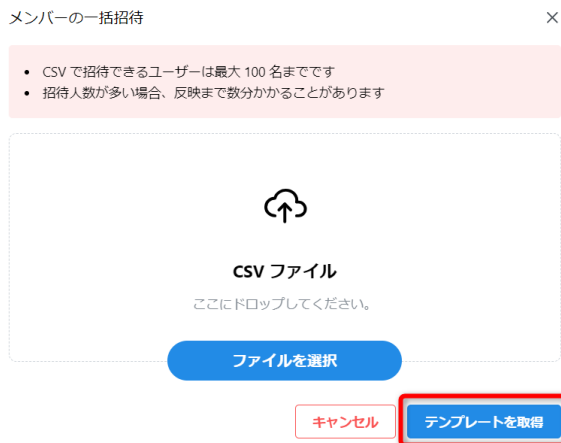 メンバーの一括招待
CSV で招待できるユーザーは最大 100 名までです
招待人数が多い場合、反映まで数分かかることがあります
CSV ファイル
ここにドロップしてください。
ファイルを選択
キャンセル
テンプレートを取得